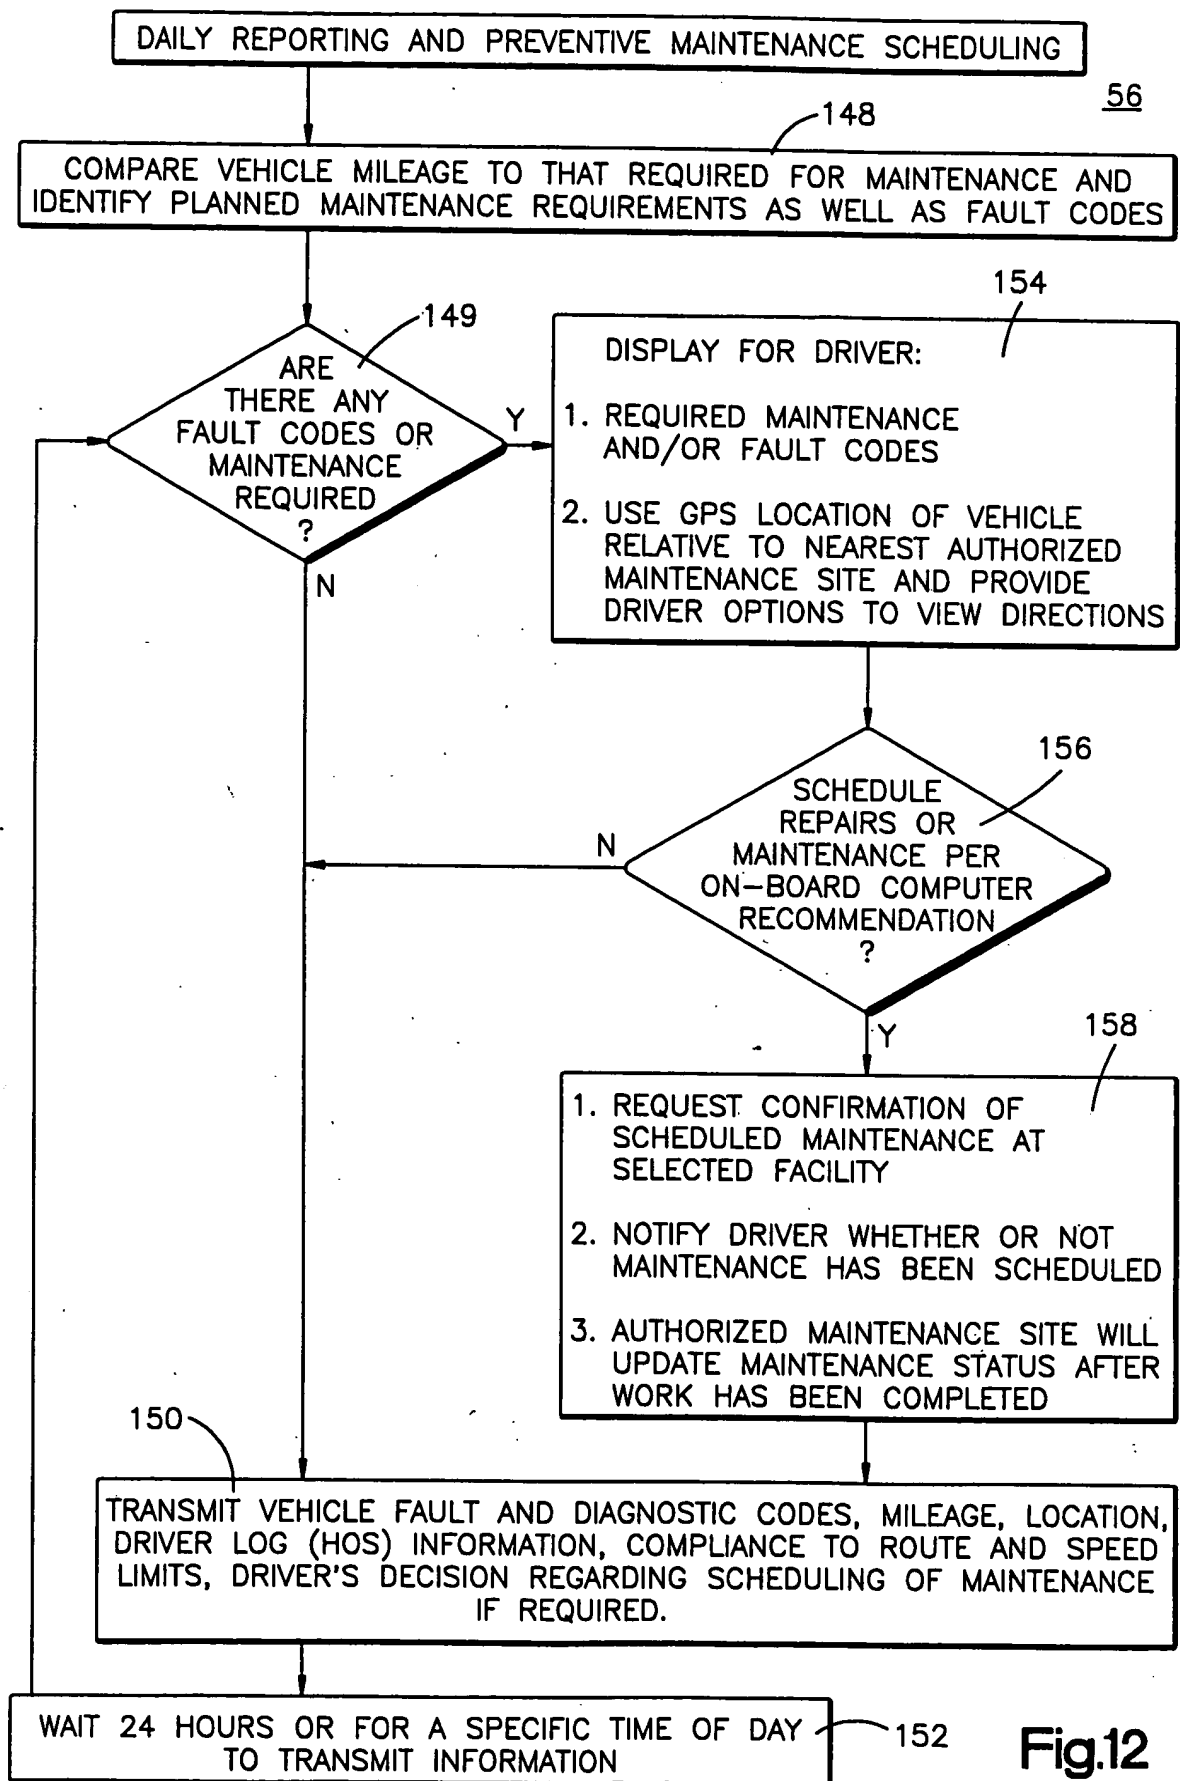 DAILY REPORTING AND PREVENTIVE MAINTENANCE SCHEDULING
56
148
COMPARE VEHICLE MILEAGE TO THAT REQUIRED FOR MAINTENANCE AND
IDENTIFY PLANNED MAINTENANCE REQUIREMENTS AS WELL AS FAULT CODES
149
ARE
THERE ANY
FAULT CODES OR
MAINTENANCE
REQUIRED
?
Y
N
154
DISPLAY FOR DRIVER:
1. REQUIRED MAINTENANCE
AND/OR FAULT CODES
2. USE GPS LOCATION OF VEHICLE
RELATIVE TO NEAREST AUTHORIZED
MAINTENANCE SITE AND PROVIDE
DRIVER OPTIONS TO VIEW DIRECTIONS
156
SCHEDULE
REPAIRS OR
MAINTENANCE PER
ON-BOARD COMPUTER
RECOMMENDATION
?
N
Y
158
1. REQUEST CONFIRMATION OF
SCHEDULED MAINTENANCE AT
SELECTED FACILITY
2. NOTIFY DRIVER WHETHER OR NOT
MAINTENANCE HAS BEEN SCHEDULED
3. AUTHORIZED MAINTENANCE SITE WILL
UPDATE MAINTENANCE STATUS AFTER
WORK HAS BEEN COMPLETED
150
TRANSMIT VEHICLE FAULT AND DIAGNOSTIC CODES, MILEAGE, LOCATION,
DRIVER LOG (HOS) INFORMATION, COMPLIANCE TO ROUTE AND SPEED
LIMITS, DRIVER'S DECISION REGARDING SCHEDULING OF MAINTENANCE
IF REQUIRED.
WAIT 24 HOURS OR FOR A SPECIFIC TIME OF DAY
TO TRANSMIT INFORMATION
152
Fig.12